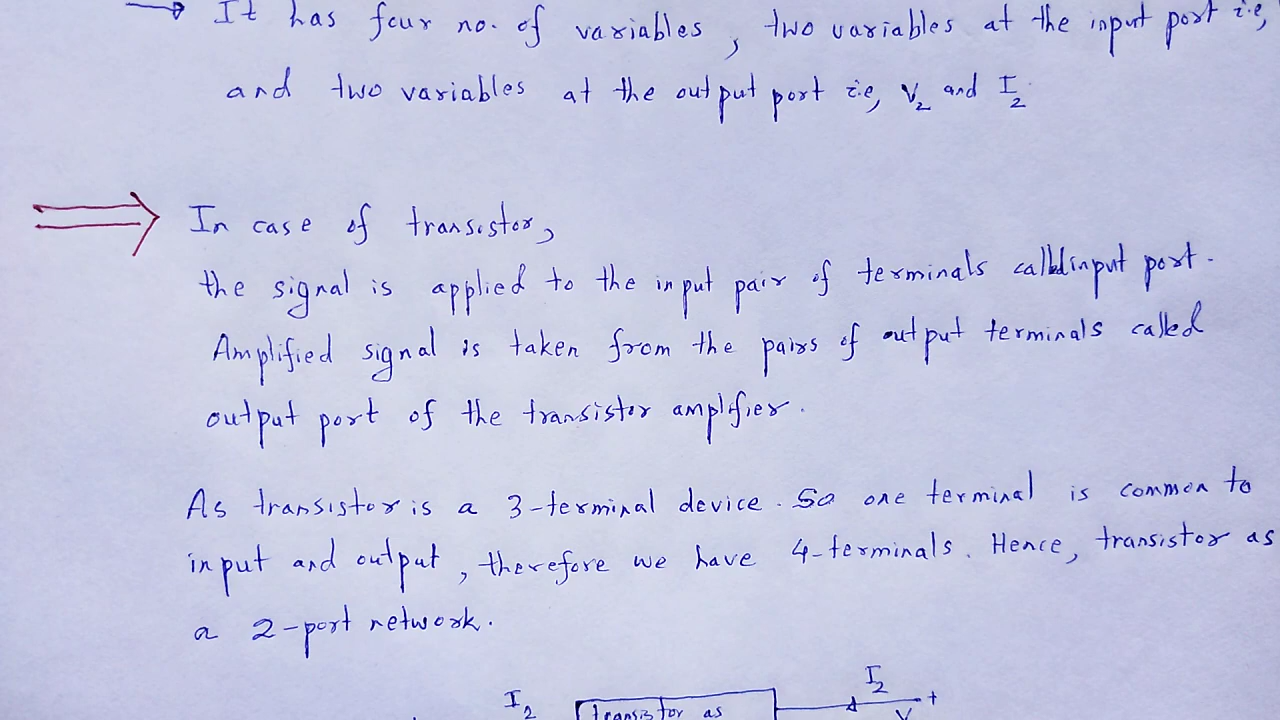 → It has four no. of variables, two variables at the input port i.e,
and two variables at the output port i.e, V₂ and I₂
⇒ In case of transistor,
the signal is applied to the input pair of terminals called input port.
Amplified signal is taken from the pairs of output terminals called
output port of the transistor amplifier.
As transistor is a 3-terminal device. So one terminal is common to
input and output, therefore we have 4-terminals. Hence, transistor as
a 2-port network.
I₂
I₂ transistor as V +